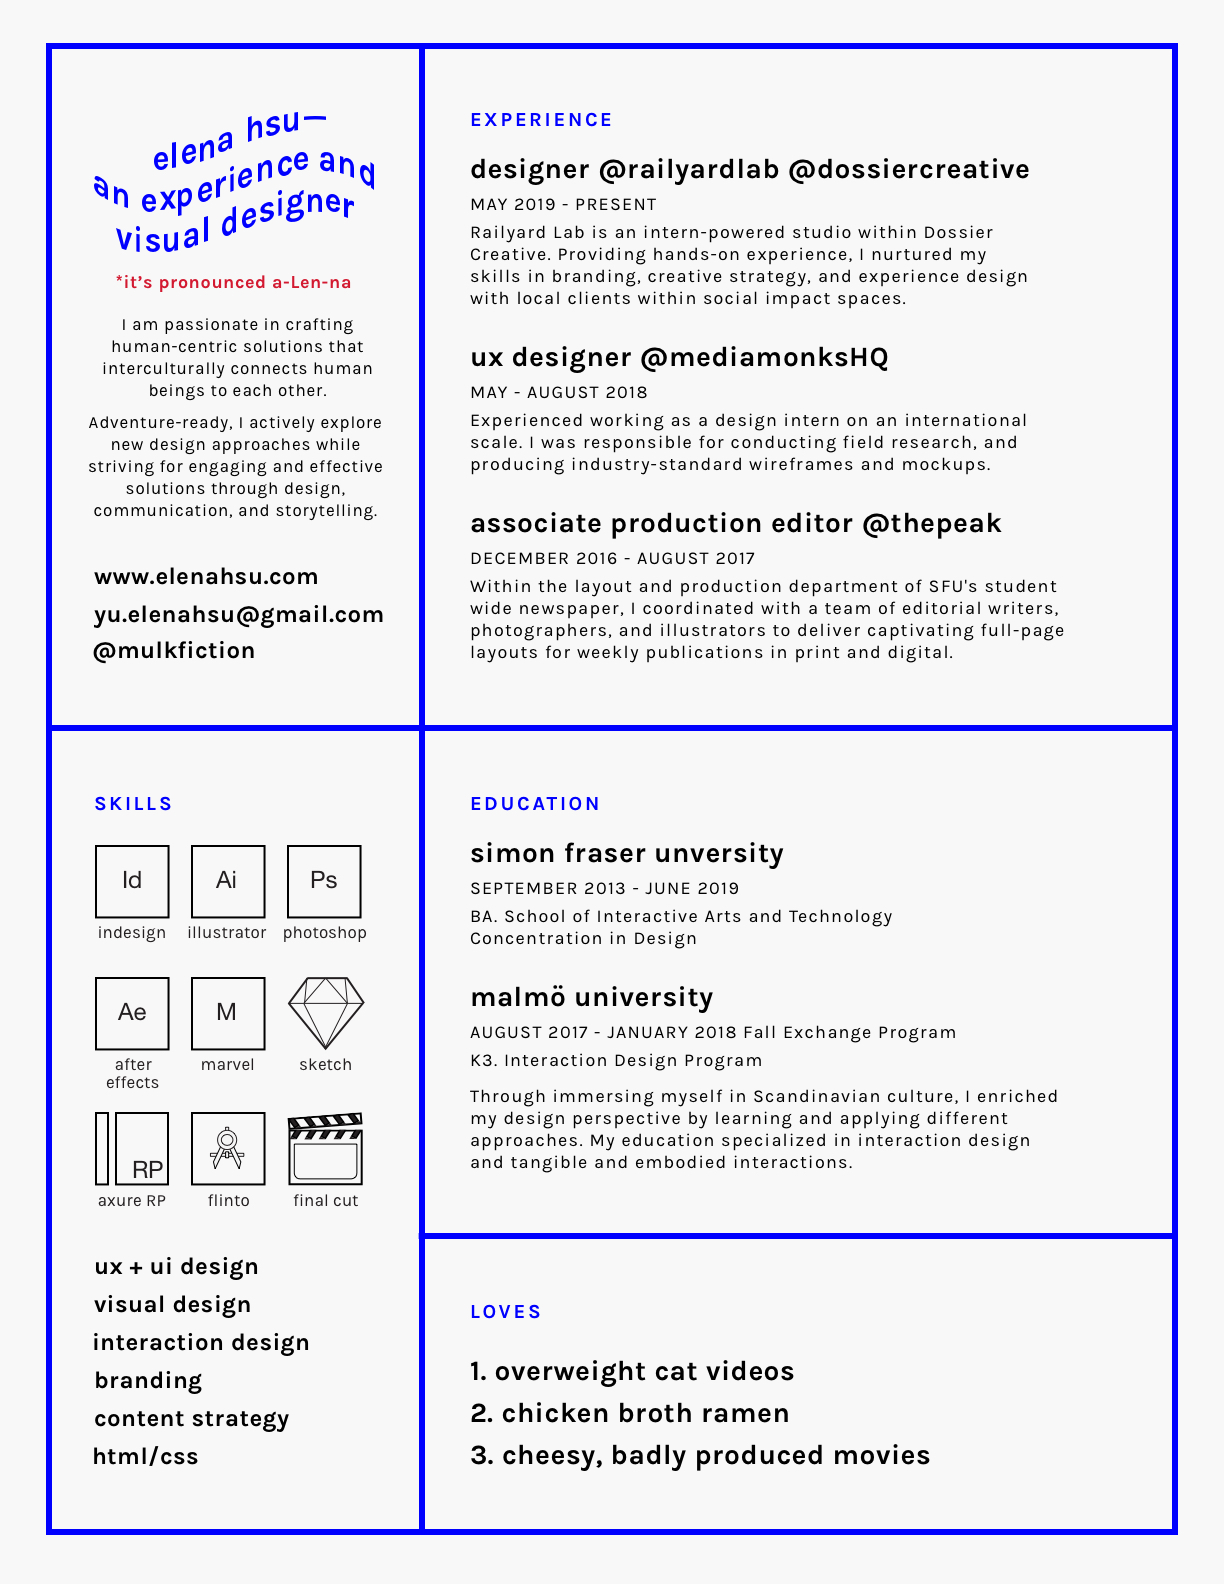 elena hsu—
an experience and
visual designer
*it's pronounced a-Len-na
I am passionate in crafting
human-centric solutions that
interculturally connects human
beings to each other.
Adventure-ready, I actively explore
new design approaches while
striving for engaging and effective
solutions through design,
communication, and storytelling.
www.elenahsu.com
yu.elenahsu@gmail.com
@mulkfiction
EXPERIENCE
designer @railyardlab @dossiercreative
MAY 2019 - PRESENT
Railyard Lab is an intern-powered studio within Dossier
Creative. Providing hands-on experience, I nurtured my
skills in branding, creative strategy, and experience design
with local clients within social impact spaces.
ux designer @mediamonksHQ
MAY - AUGUST 2018
Experienced working as a design intern on an international
scale. I was responsible for conducting field research, and
producing industry-standard wireframes and mockups.
associate production editor @thepeak
DECEMBER 2016 - AUGUST 2017
Within the layout and production department of SFU's student
wide newspaper, I coordinated with a team of editorial writers,
photographers, and illustrators to deliver captivating full-page
layouts for weekly publications in print and digital.
SKILLS
Id Ai Ps
indesign illustrator photoshop
Ae M
after marvel sketch
effects
RP
axure RP flinto final cut
ux + ui design
visual design
interaction design
branding
content strategy
html/css
EDUCATION
simon fraser unversity
SEPTEMBER 2013 - JUNE 2019
BA. School of Interactive Arts and Technology
Concentration in Design
malmö university
AUGUST 2017 - JANUARY 2018 Fall Exchange Program
K3. Interaction Design Program
Through immersing myself in Scandinavian culture, I enriched
my design perspective by learning and applying different
approaches. My education specialized in interaction design
and tangible and embodied interactions.
LOVES
1. overweight cat videos
2. chicken broth ramen
3. cheesy, badly produced movies